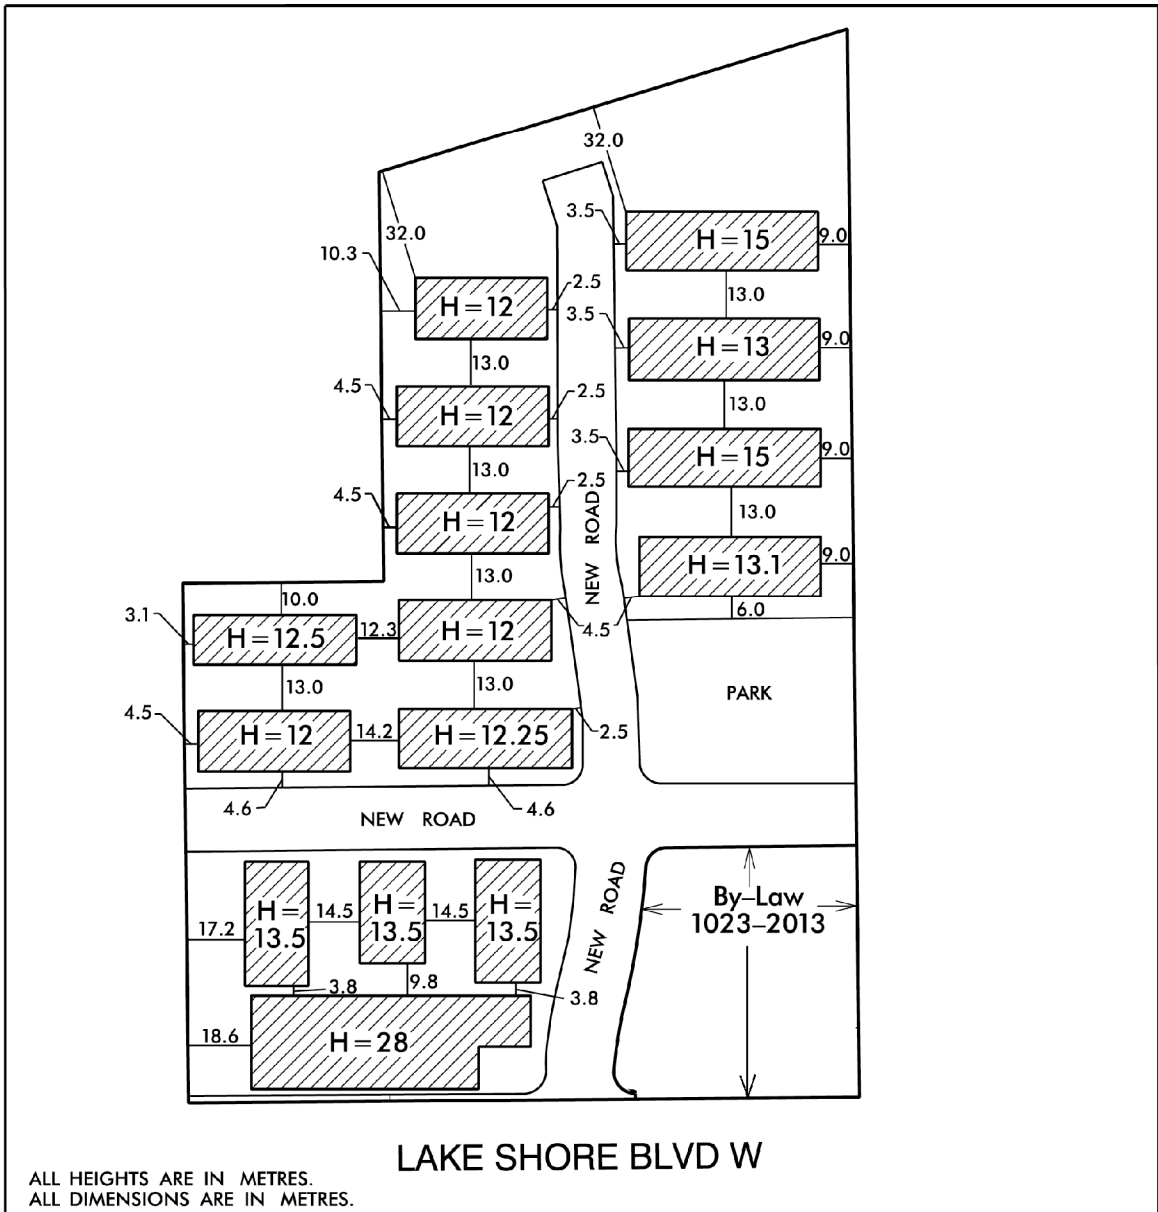 32.0
3.5
H=15
9.0
32.0
10.3
H=12
2.5
13.0
3.5
H=13
9.0
13.0
4.5
H=12
2.5
13.0
3.5
H=15
9.0
13.0
4.5
H=12
2.5
NEW ROAD
13.0
H=13.1
9.0
13.0
10.0
6.0
3.1
H=12.5
12.3
H=12
4.5
13.0
13.0
PARK
4.5
H=12
14.2
H=12.25
2.5
4.6
4.6
NEW ROAD
NEW ROAD
By-Law
1023-2013
H=
13.5
14.5
H=
13.5
14.5
H=
13.5
17.2
3.8
9.8
3.8
18.6
H=28
LAKE SHORE BLVD W
ALL HEIGHTS ARE IN METRES.
ALL DIMENSIONS ARE IN METRES.